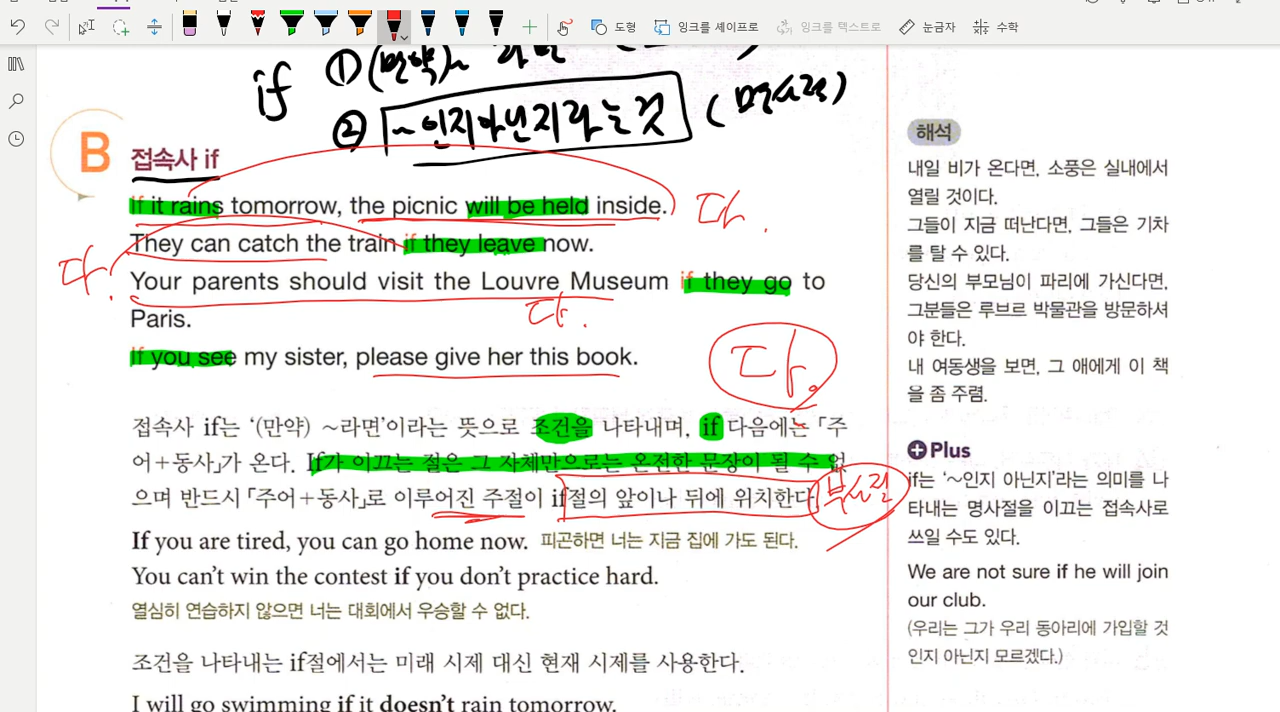 도형
잉크를 셰이프로
잉크를 텍스트로
눈금자
수학
if ① (만약)~ 라면
② ~인지 아닌지라는 것 (명사절)
B 접속사 if
If it rains tomorrow, the picnic will be held inside.
다.
They can catch the train if they leave now.
다.
Your parents should visit the Louvre Museum if they go to
Paris.
다.
If you see my sister, please give her this book.
다.
접속사 if는 ‘(만약) ~라면’이라는 뜻으로 조건을 나타내며, if 다음에는 「주
어+동사」가 온다. If가 이끄는 절은 그 자체만으로는 온전한 문장이 될 수 없
으며 반드시 「주어+동사」로 이루어진 주절이 if절의 앞이나 뒤에 위치한다.
부사절
If you are tired, you can go home now. 피곤하면 너는 지금 집에 가도 된다.
You can’t win the contest if you don’t practice hard.
열심히 연습하지 않으면 너는 대회에서 우승할 수 없다.
조건을 나타내는 if절에서는 미래 시제 대신 현재 시제를 사용한다.
I will go swimming if it doesn’t rain tomorrow.
해석
내일 비가 온다면, 소풍은 실내에서
열릴 것이다.
그들이 지금 떠난다면, 그들은 기차
를 탈 수 있다.
당신의 부모님이 파리에 가신다면,
그분들은 루브르 박물관을 방문하셔
야 한다.
내 여동생을 보면, 그 애에게 이 책
을 좀 주렴.
Plus
if는 ‘~인지 아닌지’라는 의미를 나
타내는 명사절을 이끄는 접속사로
쓰일 수도 있다.
We are not sure if he will join
our club.
(우리는 그가 우리 동아리에 가입할 것
인지 아닌지 모르겠다.)